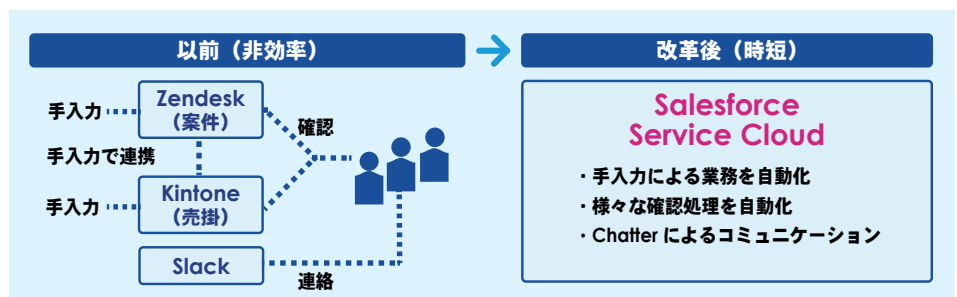 以前（非効率）
改革後（時短）
手入力
Zendesk
（案件）
確認
手入力で連携
手入力
Kintone
（売掛）
Slack
連絡
Salesforce
Service Cloud
・手入力による業務を自動化
・様々な確認処理を自動化
・Chatter によるコミュニケーション